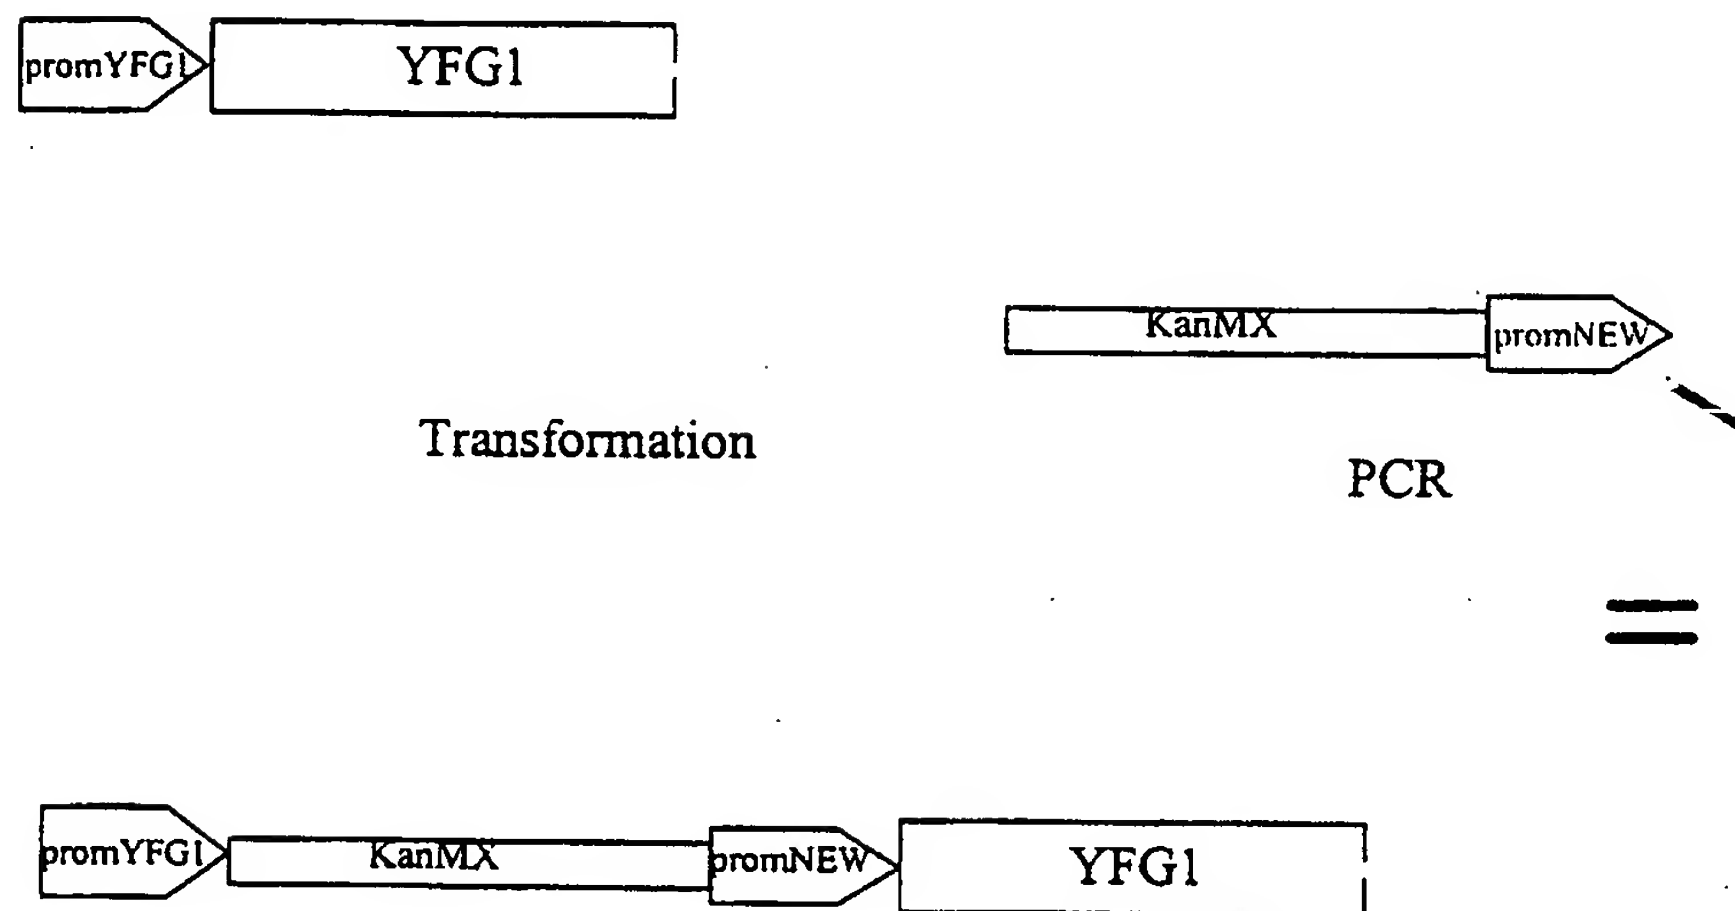 promYFG1 YFG1
KanMX promNEW
Transformation
PCR
promYFG1 KanMX promNEW YFG1